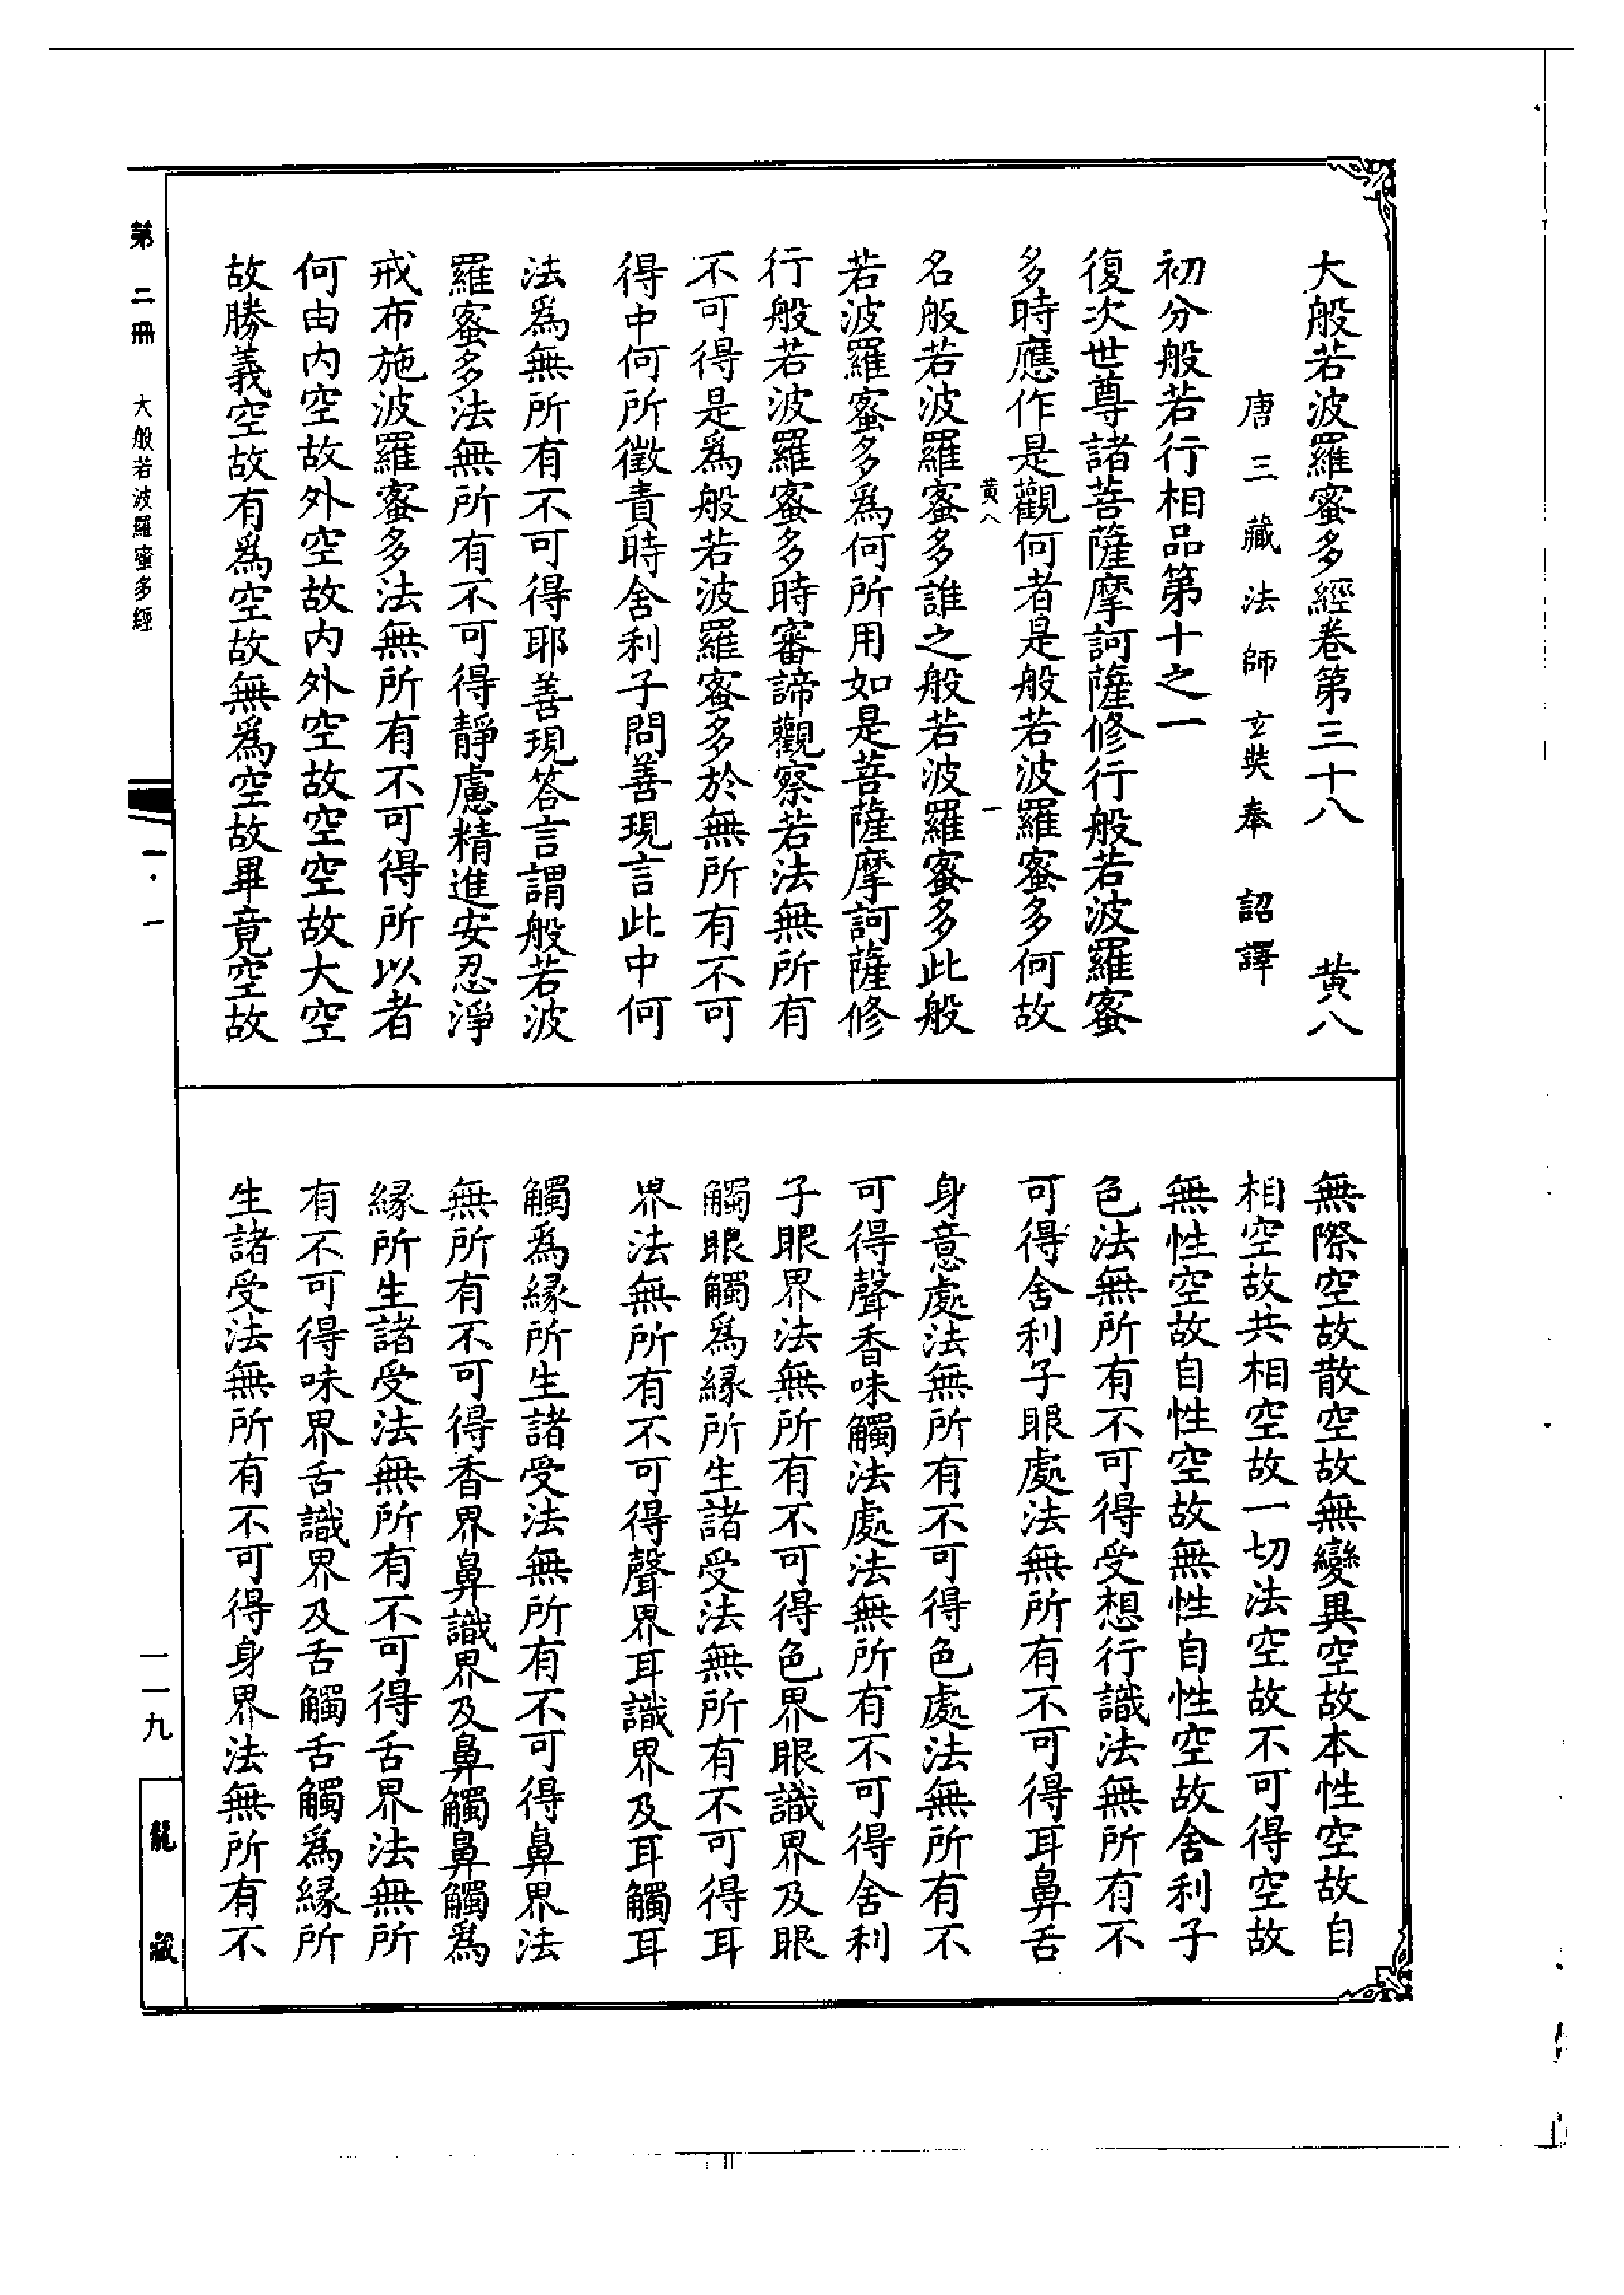 大般若波羅蜜多經卷第三十八　黄八
唐三藏法師玄奘奉　詔譯
初分般若行相品第十之一
復次世尊諸菩薩摩訶薩修行般若波羅蜜
多時應作是觀何者是般若波羅蜜多何故
黄八　一
名般若波羅蜜多誰之般若波羅蜜多此般
若波羅蜜多爲何所用如是菩薩摩訶薩修
行般若波羅蜜多時審諦觀察若法無所有
不可得是爲般若波羅蜜多於無所有不可
得中何所徵責時舍利子問善現言此中何
法爲無所有不可得耶善現答言謂般若波
羅蜜多法無所有不可得靜慮精進安忍淨
戒布施波羅蜜多法無所有不可得所以者
何由内空故外空故内外空故空空故大空
故勝義空故有爲空故無爲空故畢竟空故
無際空故散空故無變異空故本性空故自
相空故共相空故一切法空故不可得空故
無性空故自性空故無性自性空故舍利子
色法無所有不可得受想行識法無所有不
可得舍利子眼處法無所有不可得耳鼻舌
身意處法無所有不可得色處法無所有不
可得聲香味觸法處法無所有不可得舍利
子眼界法無所有不可得色界眼識界及眼
觸眼觸爲緣所生諸受法無所有不可得耳
界法無所有不可得聲界耳識界及耳觸耳
觸爲緣所生諸受法無所有不可得鼻界法
無所有不可得香界鼻識界及鼻觸鼻觸爲
緣所生諸受法無所有不可得舌界法無所
有不可得味界舌識界及舌觸舌觸爲緣所
生諸受法無所有不可得身界法無所有不
第二冊　大般若波羅蜜多經
一·一
一一九
龍藏